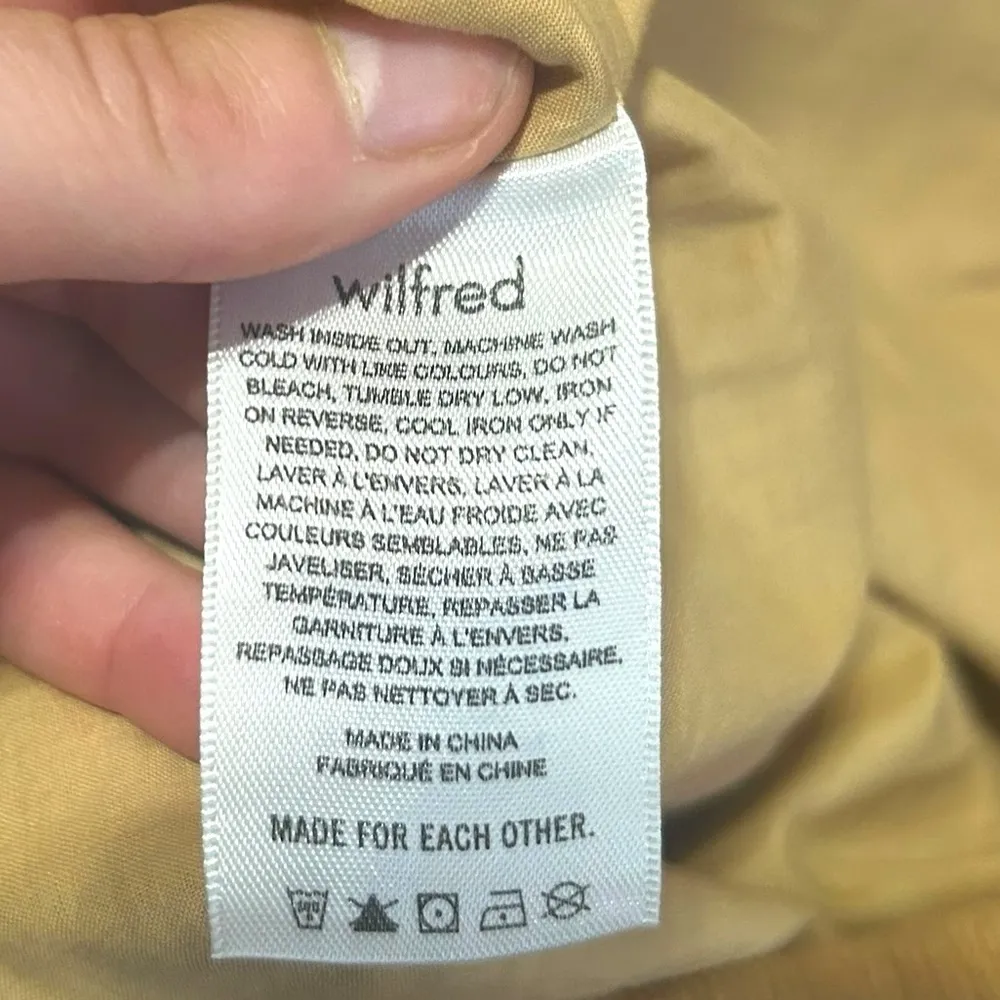 wilfred
WASH INSIDE OUT. MACHINE WASH
COLD WITH LIKE COLOURS. DO NOT
BLEACH. TUMBLE DRY LOW. IRON
ON REVERSE. COOL IRON ONLY IF
NEEDED. DO NOT DRY CLEAN.
LAVER À L'ENVERS. LAVER À LA
MACHINE À L'EAU FROIDE AVEC
COULEURS SEMBLABLES. NE PAS
JAVELISER. SÉCHER À BASSE
TEMPÉRATURE. REPASSER LA
GARNITURE À L'ENVERS.
REPASSAGE DOUX SI NÉCESSAIRE.
NE PAS NETTOYER À SEC.
MADE IN CHINA
FABRIQUÉ EN CHINE
MADE FOR EACH OTHER.